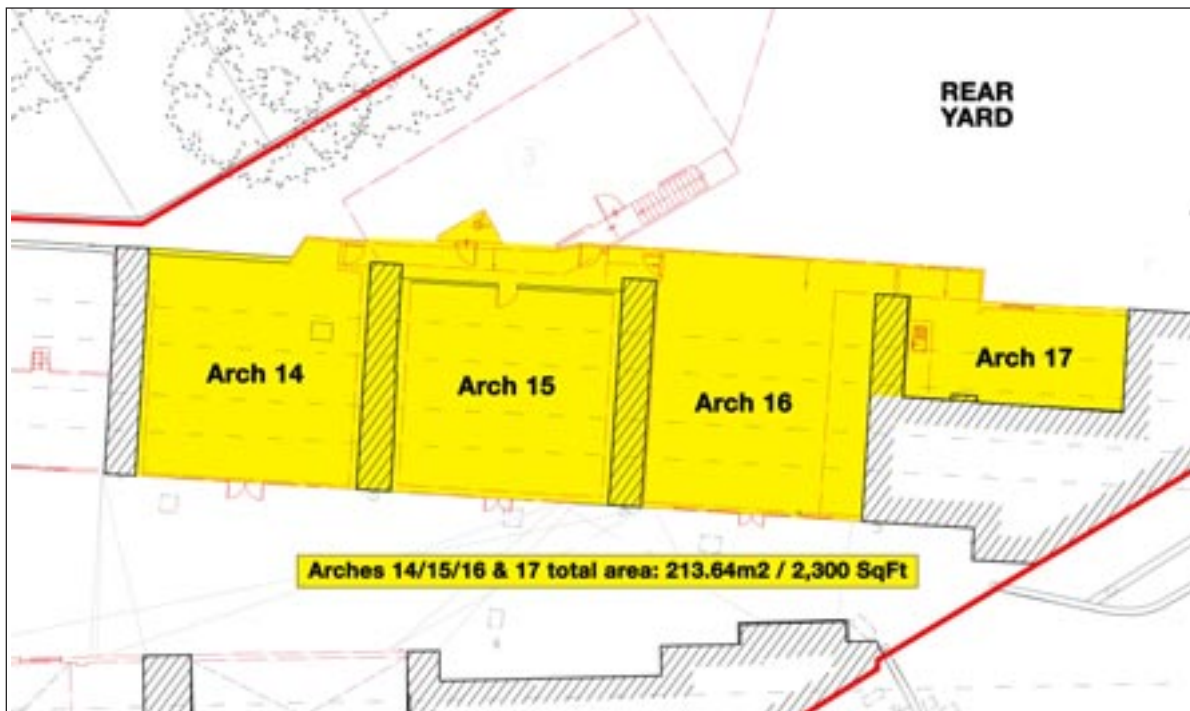 REAR
YARD
Arch 14
Arch 15
Arch 16
Arch 17
Arches 14/15/16 & 17 total area: 213.64m2 / 2,300 SqFt